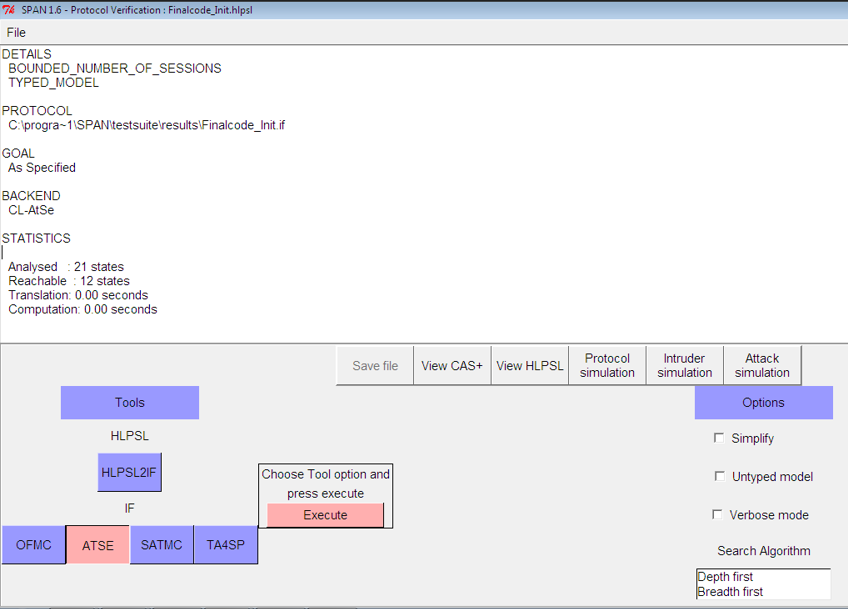 SPAN 1.6 - Protocol Verification : Finalcode_Init.hlpsl
File
DETAILS
BOUNDED_NUMBER_OF_SESSIONS
TYPED_MODEL
PROTOCOL
C:\progra~1\SPAN\testsuite\results\Finalcode_Init.if
GOAL
As Specified
BACKEND
CL-AtSe
STATISTICS
Analysed : 21 states
Reachable : 12 states
Translation: 0.00 seconds
Computation: 0.00 seconds
Save file
View CAS+
View HLPSL
Protocol
simulation
Intruder
simulation
Attack
simulation
Tools
HLPSL
HLPSL2IF
IF
OFMC
ATSE
SATMC
TA4SP
Choose Tool option and
press execute
Execute
Options
Simplify
Untyped model
Verbose mode
Search Algorithm
Depth first
Breadth first